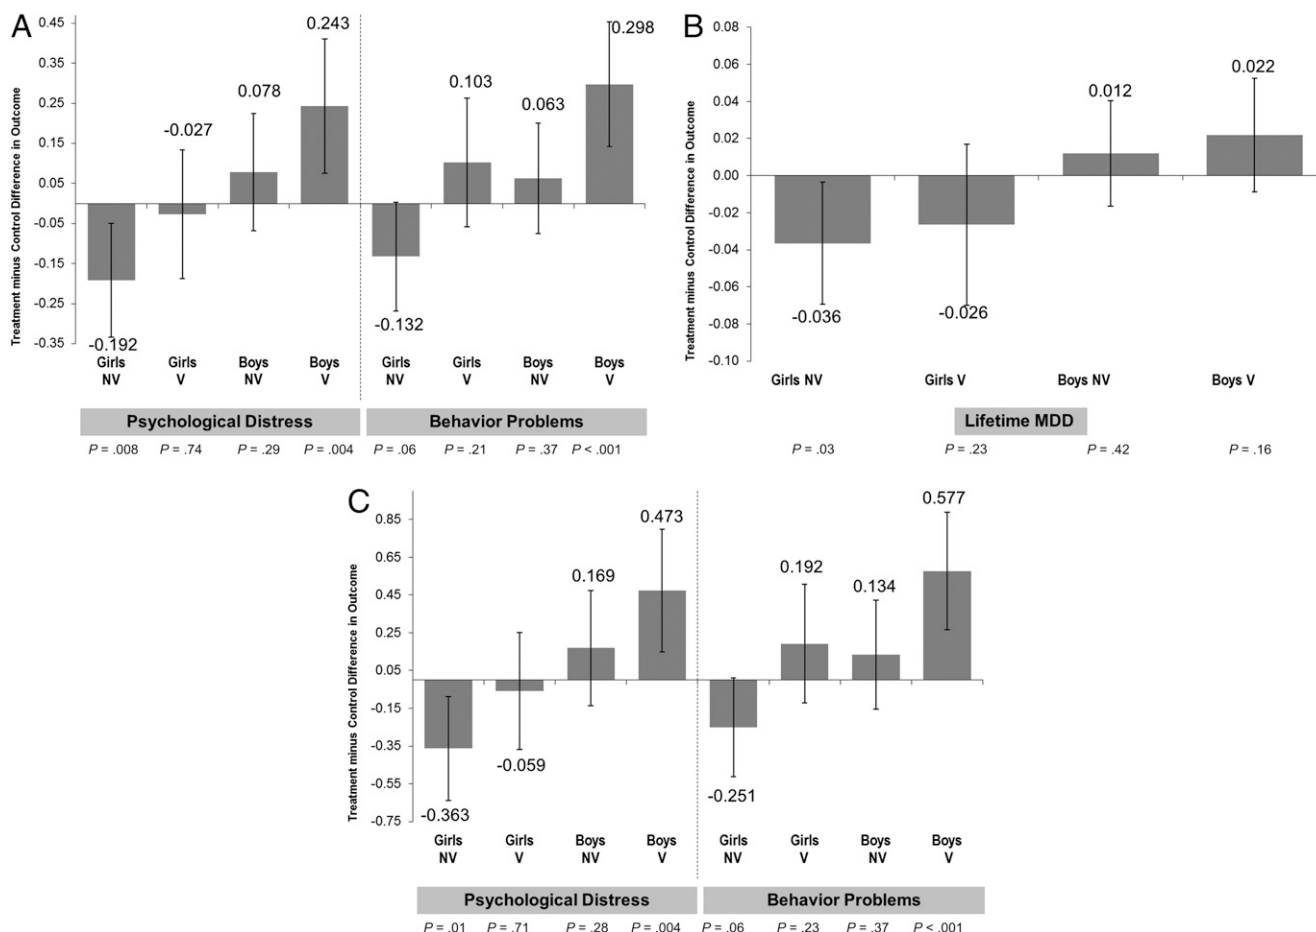 A
Treatment minus Control Difference in Outcome
0.45
0.35
0.25
0.15
0.05
-0.05
-0.15
-0.25
-0.35
-0.192
-0.027
0.078
0.243
-0.132
0.103
0.063
0.298
Girls NV
Girls V
Boys NV
Boys V
Girls NV
Girls V
Boys NV
Boys V
Psychological Distress
Behavior Problems
P = .008 P = .74 P = .29 P = .004 P = .06 P = .21 P = .37 P < .001
B
Treatment minus Control Difference in Outcome
0.08
0.06
0.04
0.02
0.00
-0.02
-0.04
-0.06
-0.08
-0.10
-0.036
-0.026
0.012
0.022
Girls NV Girls V Boys NV Boys V
Lifetime MDD
P = .03 P = .23 P = .42 P = .16
C
Treatment minus Control Difference in Outcome
0.85
0.65
0.45
0.25
0.05
-0.15
-0.35
-0.55
-0.75
-0.363
-0.059
0.169
0.473
-0.251
0.192
0.134
0.577
Girls NV
Girls V
Boys NV
Boys V
Girls NV
Girls V
Boys NV
Boys V
Psychological Distress
Behavior Problems
P = .01 P = .71 P = .28 P = .004 P = .06 P = .23 P = .37 P < .001